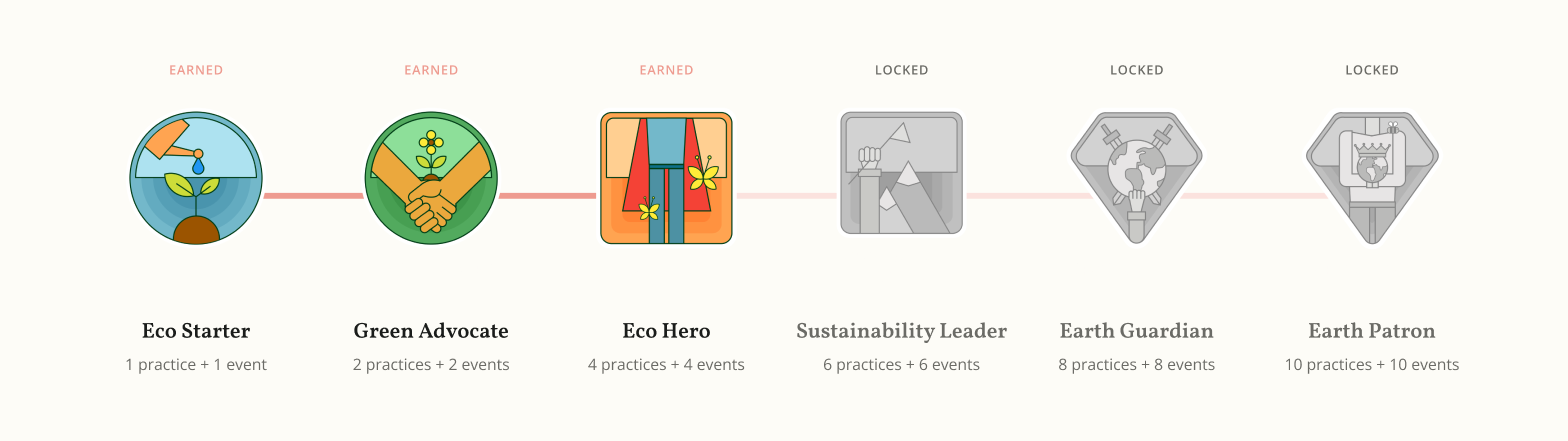 EARNED
EARNED
EARNED
LOCKED
LOCKED
LOCKED
Eco Starter
Green Advocate
Eco Hero
Sustainability Leader
Earth Guardian
Earth Patron
1 practice + 1 event
2 practices + 2 events
4 practices + 4 events
6 practices + 6 events
8 practices + 8 events
10 practices + 10 events